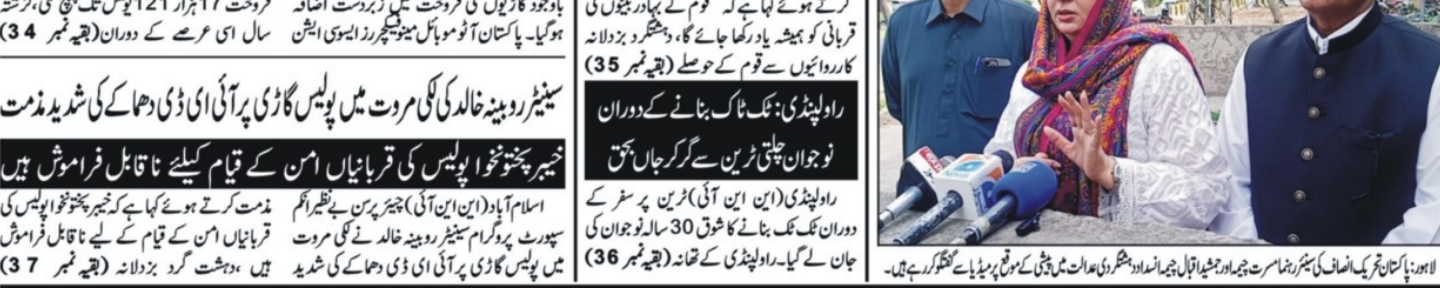 لاہور: پاکستان تحریک انصاف کی سینئر رہنما مسرت چیمہ اور جمشید اقبال چیمہ انسداد دہشتگردی عدالت میں پیشی کے موقع پر میڈیا سے گفتگو کر رہے ہیں۔
کرتے ہوئے کہا ہے کہ قوم کے بہادر بیٹوں کی
قربانی کو ہمیشہ یاد رکھا جائے گا، دہشتگرد بزدلانہ
کارروائیوں سے قوم کے حوصلے (بقیہ نمبر 35)
راولپنڈی: ٹک ٹاک بنانے کے دوران
نوجوان چلتی ٹرین سے گر کر جاں بحق
راولپنڈی(این این آئی)ٹرین پر سفر کے
دوران ٹک ٹک بنانے کا شوق 30 سالہ نوجوان کی
جان لے گیا۔ راولپنڈی کے تھانہ (بقیہ نمبر 36)
باوجود گاڑیوں کی فروخت میں زبردست اضافہ
ہوگیا۔ پاکستان آٹو موبائل مینوفیکچررز ایسوسی ایشن
فروخت 17 ہزار 121 یونٹس تک پہنچ گئی، گزشتہ
سال اسی عرصے کے دوران (بقیہ نمبر 34)
سینیٹر روبینہ خالد کی لکی مروت میں پولیس گاڑی پر آئی ای ڈی دھماکے کی شدید مذمت
خیبر پختونخوا پولیس کی قربانیاں امن کے قیام کیلئے ناقابل فراموش ہیں
اسلام آباد (این این آئی) چیئر پرسن بے نظیر انکم
سپورٹ پروگرام سینیٹر روبینہ خالد نے لکی مروت
میں پولیس گاڑی پر آئی ای ڈی دھماکے کی شدید
مذمت کرتے ہوئے کہا ہے کہ خیبر پختونخوا پولیس کی
قربانیاں امن کے قیام کے لیے ناقابل فراموش
ہیں ،دہشت گرد بزدلانہ (بقیہ نمبر 37)